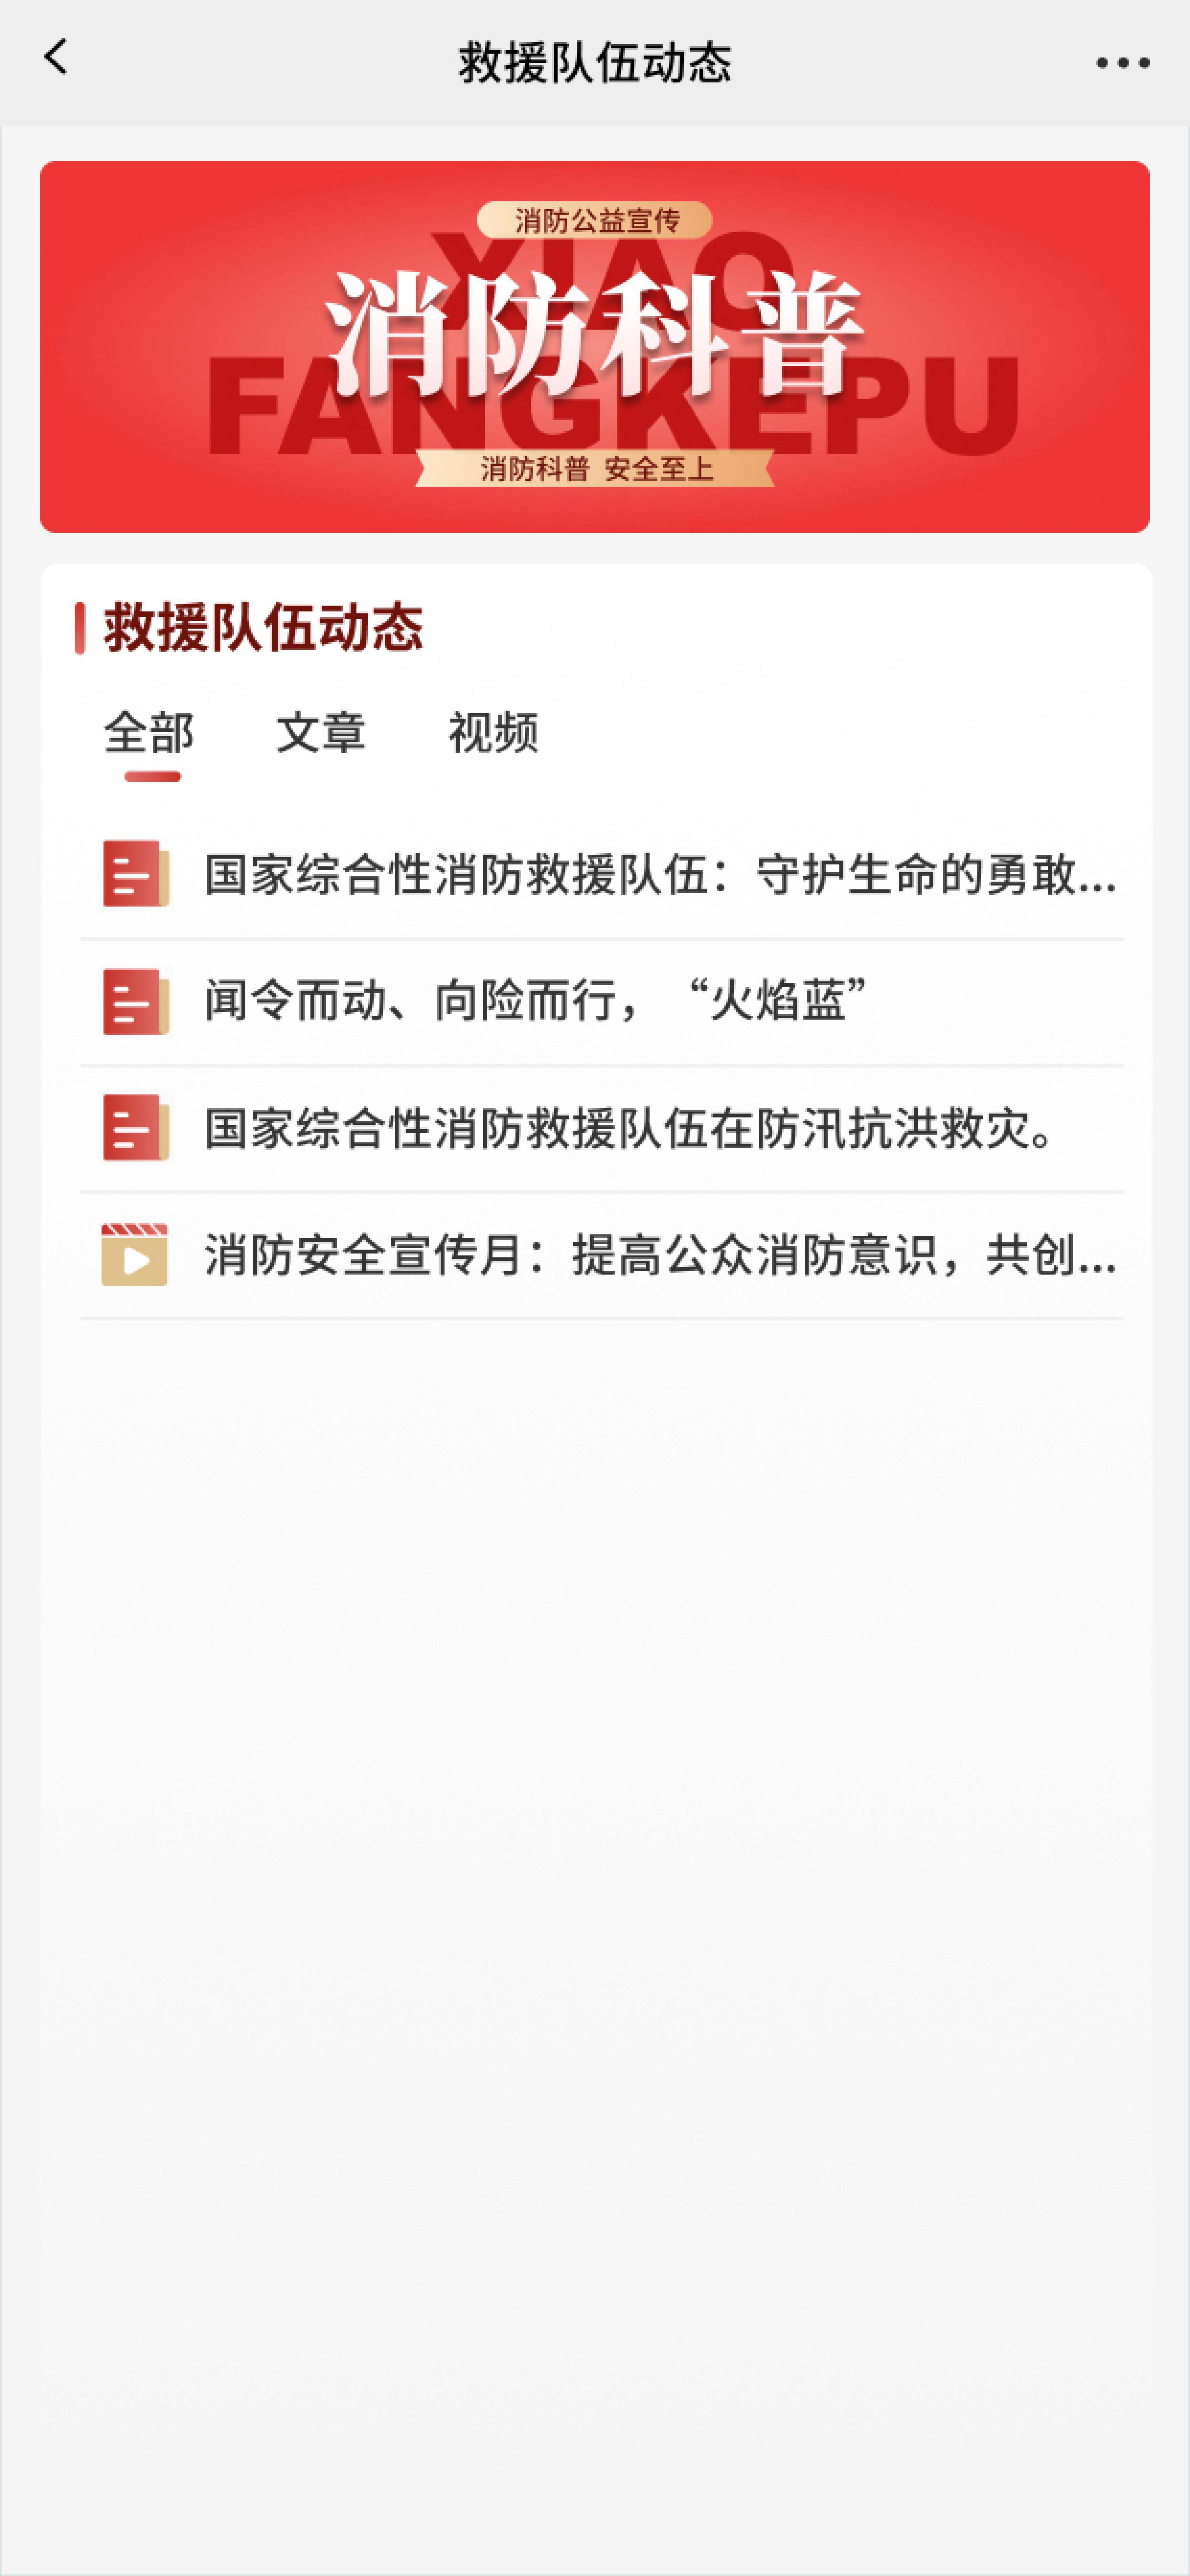 救援队伍动态
消防公益宣传
XIAO
消防科普
FANGKEPU
消防科普 安全至上
救援队伍动态
全部 文章 视频
国家综合性消防救援队伍：守护生命的勇敢...
闻令而动、向险而行，“火焰蓝”
国家综合性消防救援队伍在防汛抗洪救灾。
消防安全宣传月：提高公众消防意识，共创...